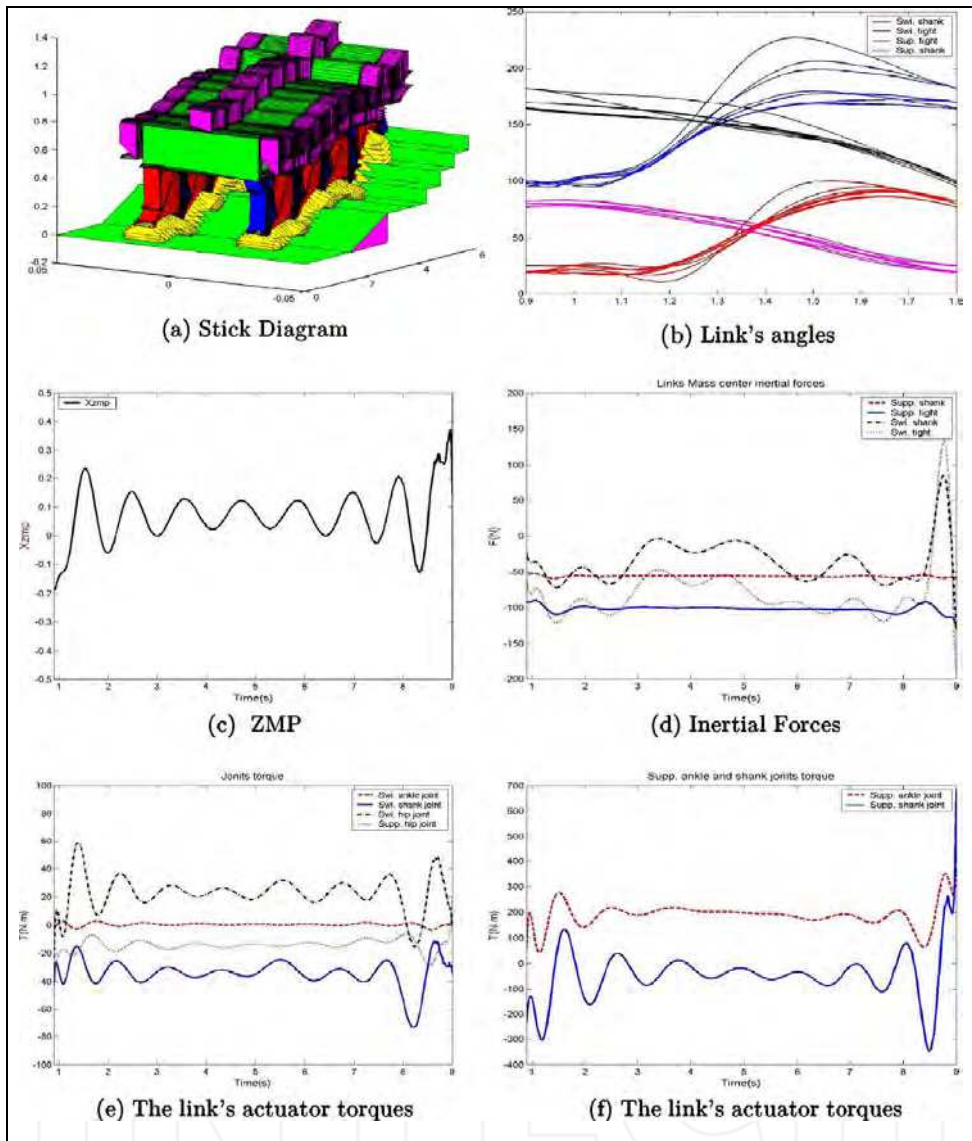 1.4
1.2
1
0.8
0.6
0.4
0.2
0
-0.2
0.05
0
-0.05
0
7
4
6
(a) Stick Diagram
250
200
150
100
50
0
0.9 1 1.1 1.2 1.3 1.4 1.5 1.6 1.7 1.8
Swi. shank
Swi. tight
Sup. tight
Sup. shank
(b) Link's angles
0.5
0.4
0.3
0.2
0.1
0
-0.1
-0.2
-0.3
-0.4
-0.5
Xzmp
Xzmp
1 2 3 4 5 6 7 8 9
Time(s)
(c) ZMP
Links Mass center inertial forces
200
150
100
50
0
-50
-100
-150
-200
F(N)
Supp. shank
Supp. tight
Swi. shank
Swi. tight
1 2 3 4 5 6 7 8 9
Time(s)
(d) Inertial Forces
Jonits torque
100
80
60
40
20
0
-20
-40
-60
-80
-100
T(N·m)
Swi. ankle joint
Swi. shank joint
Swi. hip joint
Supp. hip joint
1 2 3 4 5 6 7 8 9
Time(s)
(e) The link's actuator torques
Supp. ankle and shank jonits torque
700
600
500
400
300
200
100
0
-100
-200
-300
-400
T(N·m)
Supp. ankle joint
Supp. shank joint
1 2 3 4 5 6 7 8 9
Time(s)
(f) The link's actuator torques